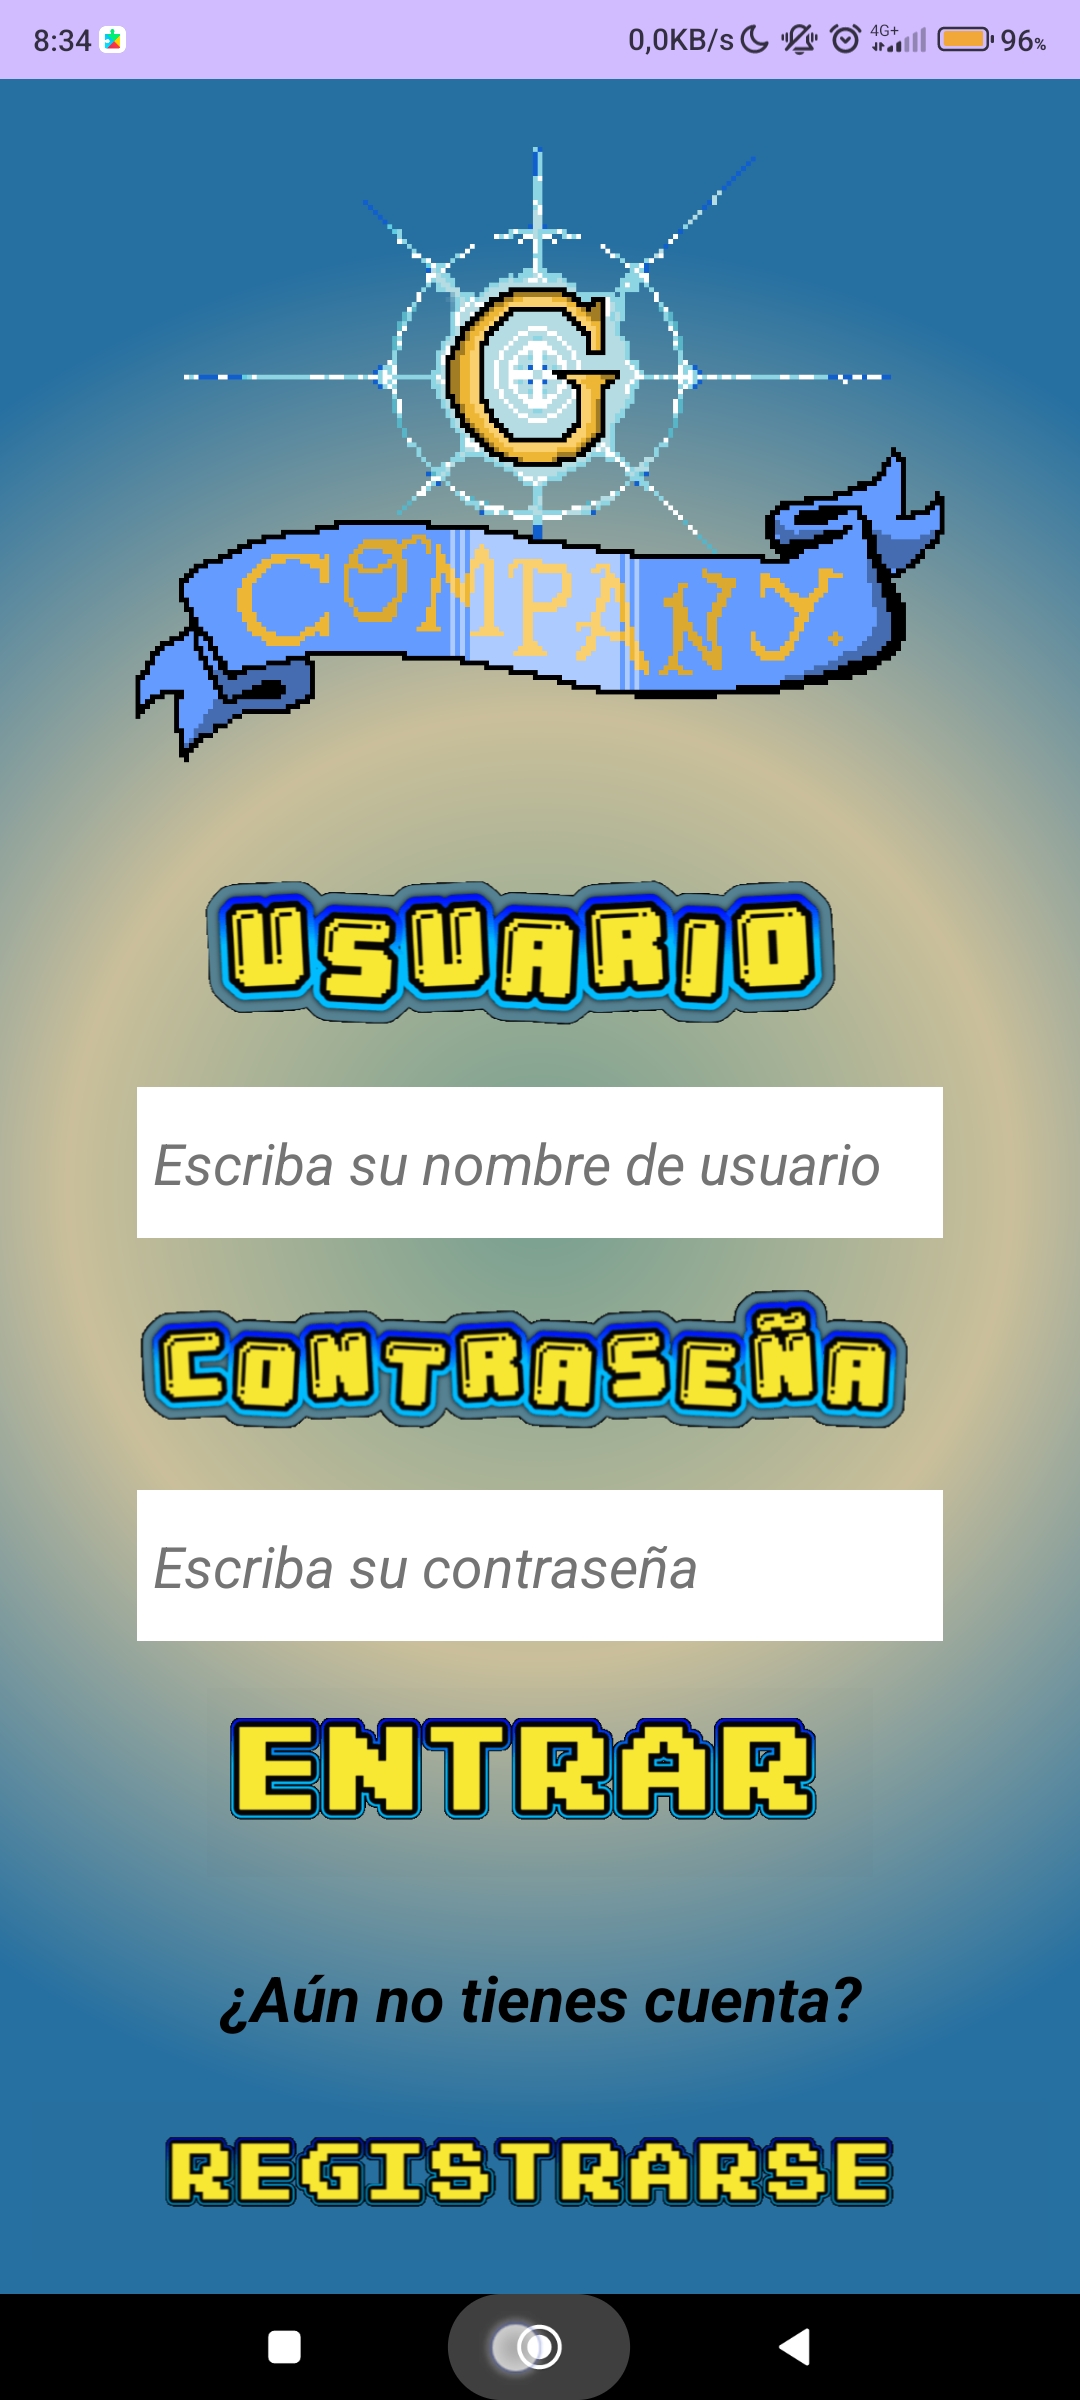 8:34
0,0KB/s 4G+ 96%
G
COMPANY.
USUARIO
Escriba su nombre de usuario
CONTRASEÑA
Escriba su contraseña
ENTRAR
¿Aún no tienes cuenta?
REGISTRARSE